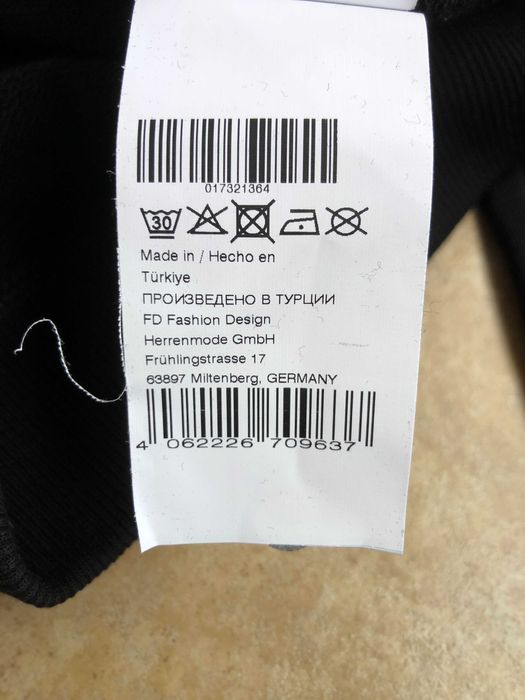 017321364
30
Made in / Hecho en
Türkiye
ПРОИЗВЕДЕНО В ТУРЦИИ
FD Fashion Design
Herrenmode GmbH
Frühlingstrasse 17
63897 Miltenberg, GERMANY
4 062226 709637